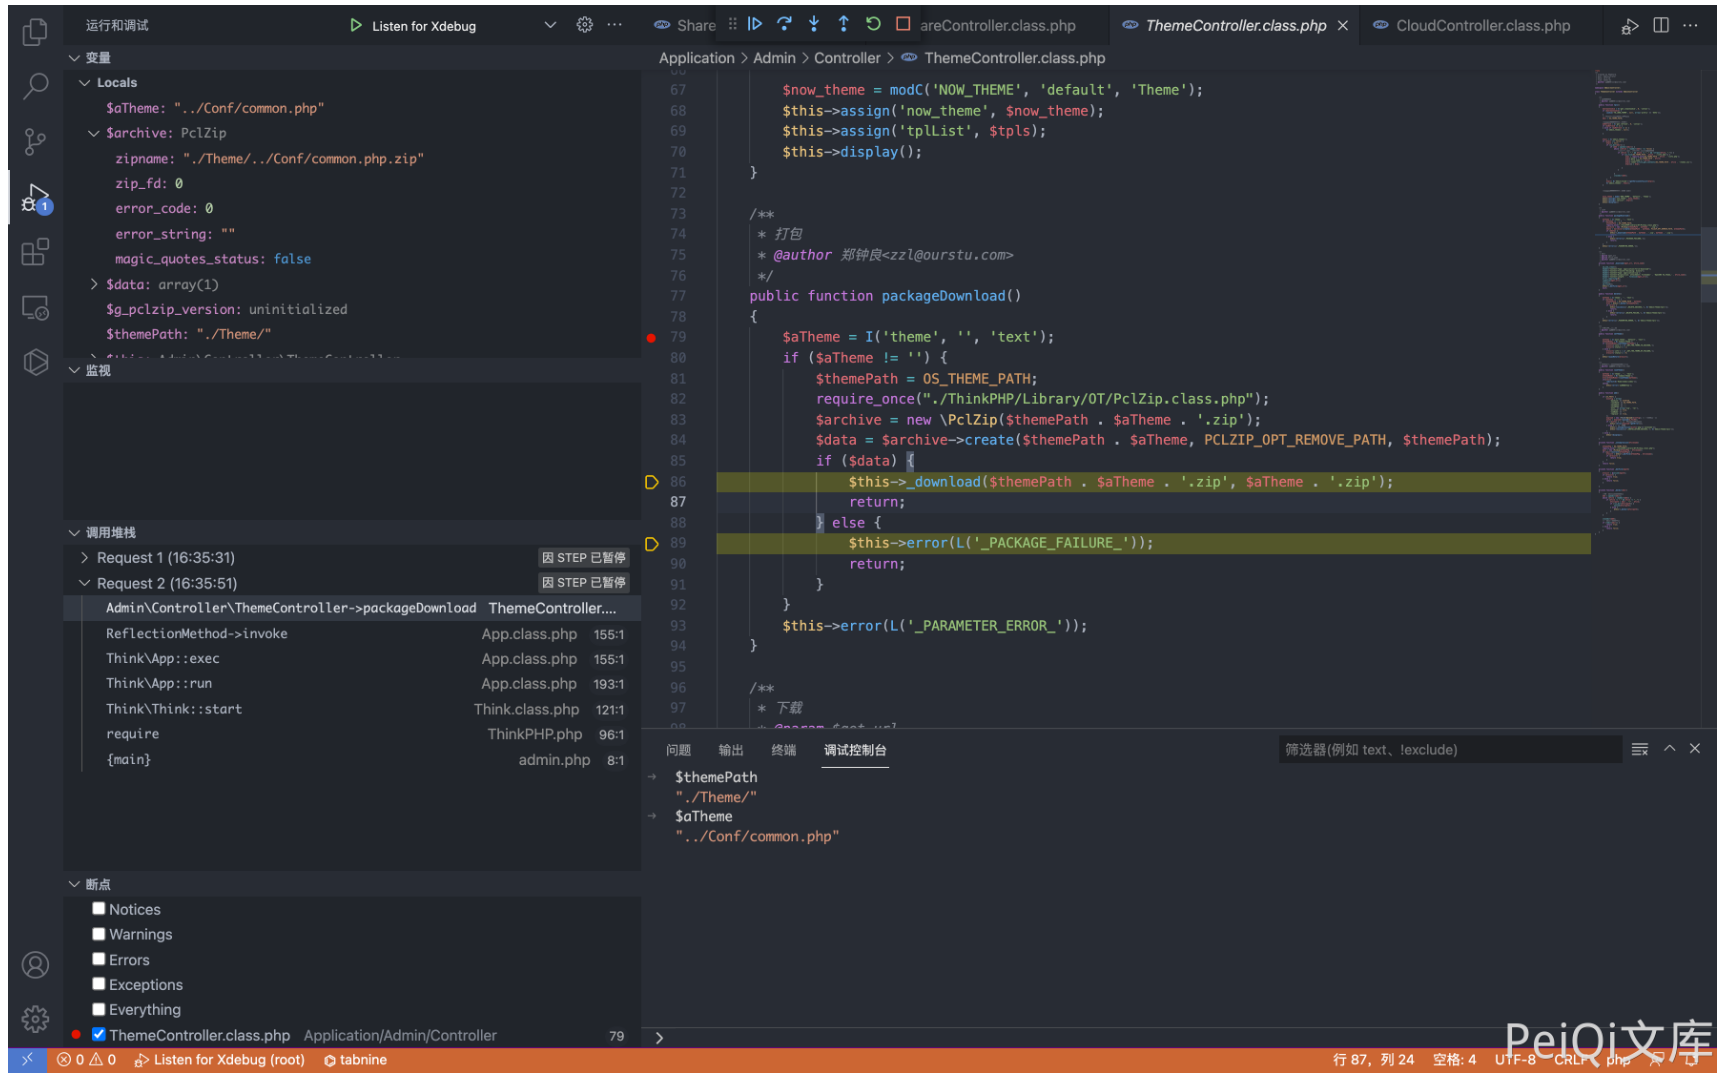 运行和调试
Listen for Xdebug
Share
areController.class.php
ThemeController.class.php
CloudController.class.php
变量
Application > Admin > Controller > ThemeController.class.php
Locals
$aTheme: "../Conf/common.php"
$archive: PclZip
zipname: "./Theme/../Conf/common.php.zip"
zip_fd: 0
error_code: 0
error_string: ""
magic_quotes_status: false
$data: array(1)
$g_pclzip_version: uninitialized
$themePath: "./Theme/"
$this: Admin\Controller\ThemeController
监视
调用堆栈
Request 1 (16:35:31) 因 STEP 已暂停
Request 2 (16:35:51) 因 STEP 已暂停
Admin\Controller\ThemeController->packageDownload ThemeController....
ReflectionMethod->invoke App.class.php 155:1
Think\App::exec App.class.php 155:1
Think\App::run App.class.php 193:1
Think\Think::start Think.class.php 121:1
require ThinkPHP.php 96:1
{main} admin.php 8:1
断点
Notices
Warnings
Errors
Exceptions
Everything
ThemeController.class.php Application/Admin/Controller 79
66
67 $now_theme = modC('NOW_THEME', 'default', 'Theme');
68 $this->assign('now_theme', $now_theme);
69 $this->assign('tplList', $tpls);
70 $this->display();
71 }
72
73 /**
74 * 打包
75 * @author 郑钟良<zzl@ourstu.com>
76 */
77 public function packageDownload()
78 {
79 $aTheme = I('theme', '', 'text');
80 if ($aTheme != '') {
81 $themePath = OS_THEME_PATH;
82 require_once("./ThinkPHP/Library/OT/PclZip.class.php");
83 $archive = new \PclZip($themePath . $aTheme . '.zip');
84 $data = $archive->create($themePath . $aTheme, PCLZIP_OPT_REMOVE_PATH, $themePath);
85 if ($data) {
86 $this->_download($themePath . $aTheme . '.zip', $aTheme . '.zip');
87 return;
88 } else {
89 $this->error(L('_PACKAGE_FAILURE_'));
90 return;
91 }
92 }
93 $this->error(L('_PARAMETER_ERROR_'));
94 }
95
96 /**
97 * 下载
98 * @param $get_url
问题 输出 终端 调试控制台
筛选器(例如 text、!exclude)
$themePath
"./Theme/"
$aTheme
"../Conf/common.php"
1
0 0 Listen for Xdebug (root) tabnine
行 87，列 24 空格: 4 UTF-8 CRLF php
PeiQi文库